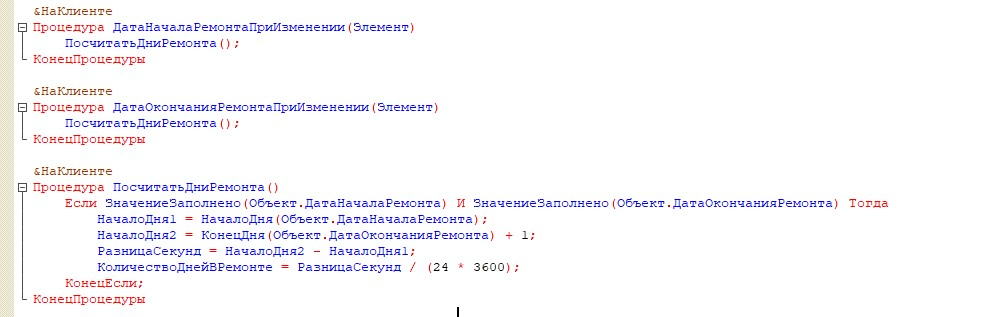 &НаКлиенте
Процедура ДатаНачалаРемонтаПриИзменении(Элемент)
ПосчитатьДниРемонта();
КонецПроцедуры
&НаКлиенте
Процедура ДатаОкончанияРемонтаПриИзменении(Элемент)
ПосчитатьДниРемонта();
КонецПроцедуры
&НаКлиенте
Процедура ПосчитатьДниРемонта()
Если ЗначениеЗаполнено(Объект.ДатаНачалаРемонта) И ЗначениеЗаполнено(Объект.ДатаОкончанияРемонта) Тогда
НачалоДня1 = НачалоДня(Объект.ДатаНачалаРемонта);
НачалоДня2 = КонецДня(Объект.ДатаОкончанияРемонта) + 1;
РазницаСекунд = НачалоДня2 - НачалоДня1;
КоличествоДнейВРемонте = РазницаСекунд / (24 * 3600);
КонецЕсли;
КонецПроцедуры